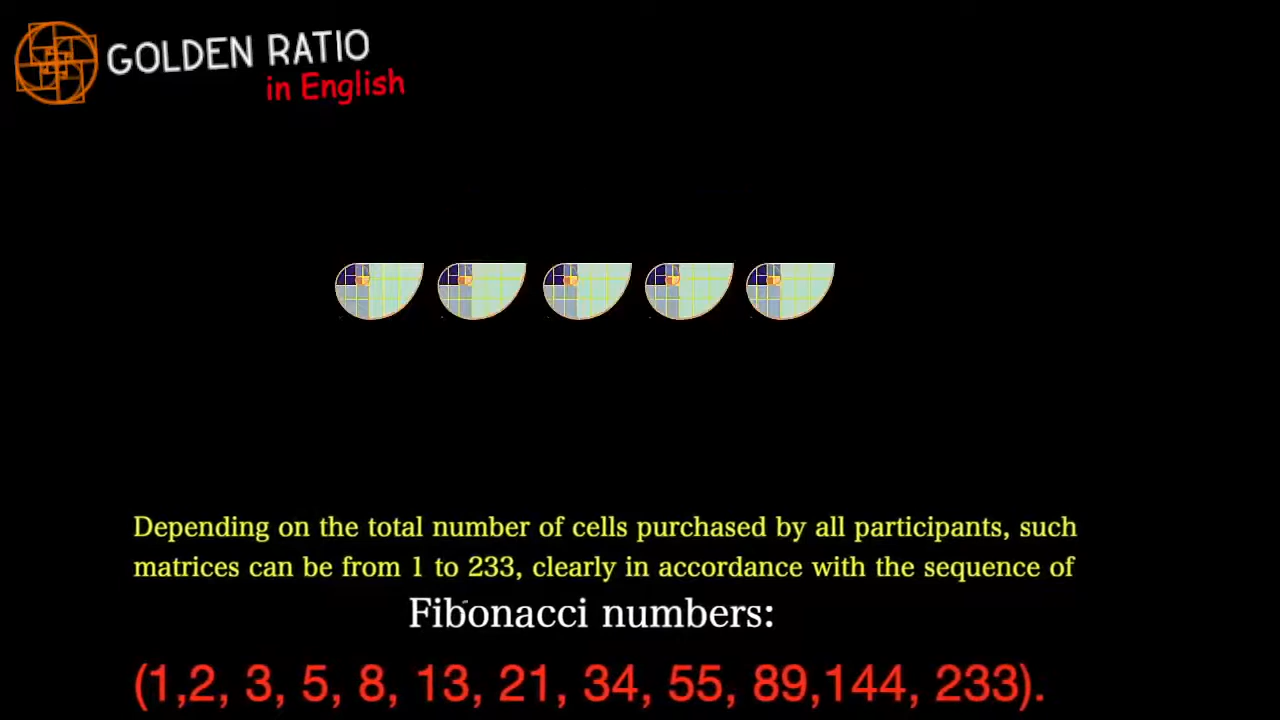 GOLDEN RATIO
in English
Depending on the total number of cells purchased by all participants, such
matrices can be from 1 to 233, clearly in accordance with the sequence of
Fibonacci numbers:
(1,2, 3, 5, 8, 13, 21, 34, 55, 89,144, 233).